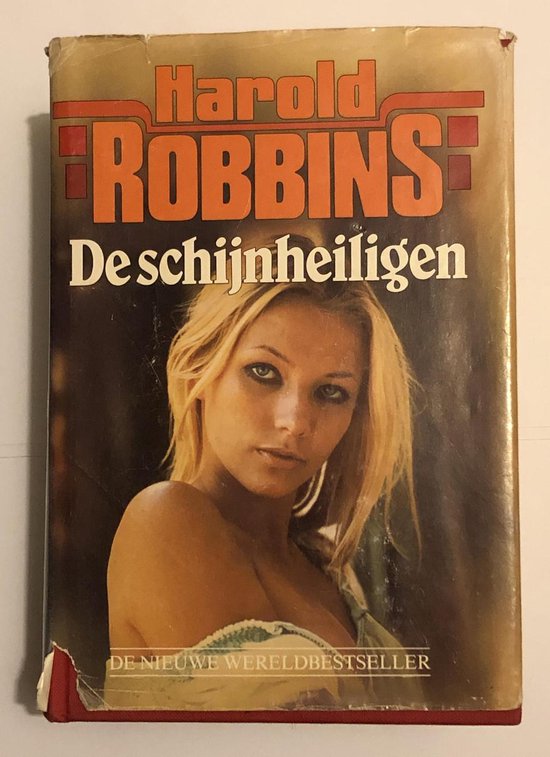 Harold
ROBBINS
De schijnheiligen
DE NIEUWE WERELDBESTSELLER